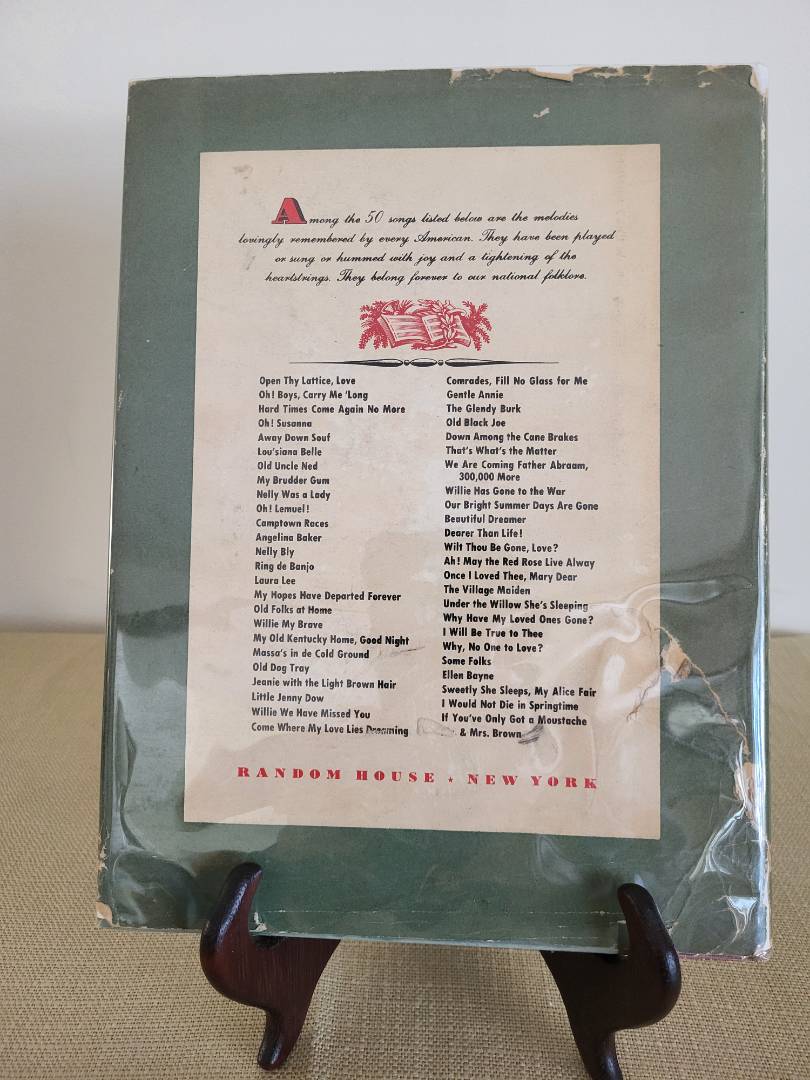 Among the 50 songs listed below are the melodies
lovingly remembered by every American. They have been played
or sung or hummed with joy and a tightening of the
heartstrings. They belong forever to our national folklore.
Open Thy Lattice, Love
Oh! Boys, Carry Me 'Long
Hard Times Come Again No More
Oh! Susanna
Away Down Souf
Lou'siana Belle
Old Uncle Ned
My Brudder Gum
Nelly Was a Lady
Oh! Lemuel!
Camptown Races
Angelina Baker
Nelly Bly
Ring de Banjo
Laura Lee
My Hopes Have Departed Forever
Old Folks at Home
Willie My Brave
My Old Kentucky Home, Good Night
Massa's in de Cold Ground
Old Dog Tray
Jeanie with the Light Brown Hair
Little Jenny Dow
Willie We Have Missed You
Come Where My Love Lies Dreaming
Comrades, Fill No Glass for Me
Gentle Annie
The Glendy Burk
Old Black Joe
Down Among the Cane Brakes
That's What's the Matter
We Are Coming Father Abraam,
300,000 More
Willie Has Gone to the War
Our Bright Summer Days Are Gone
Beautiful Dreamer
Dearer Than Life!
Wilt Thou Be Gone, Love?
Ah! May the Red Rose Live Alway
Once I Loved Thee, Mary Dear
The Village Maiden
Under the Willow She's Sleeping
Why Have My Loved Ones Gone?
I Will Be True to Thee
Why, No One to Love?
Some Folks
Ellen Bayne
Sweetly She Sleeps, My Alice Fair
I Would Not Die in Springtime
If You've Only Got a Moustache
& Mrs. Brown
RANDOM HOUSE ★ NEW YORK